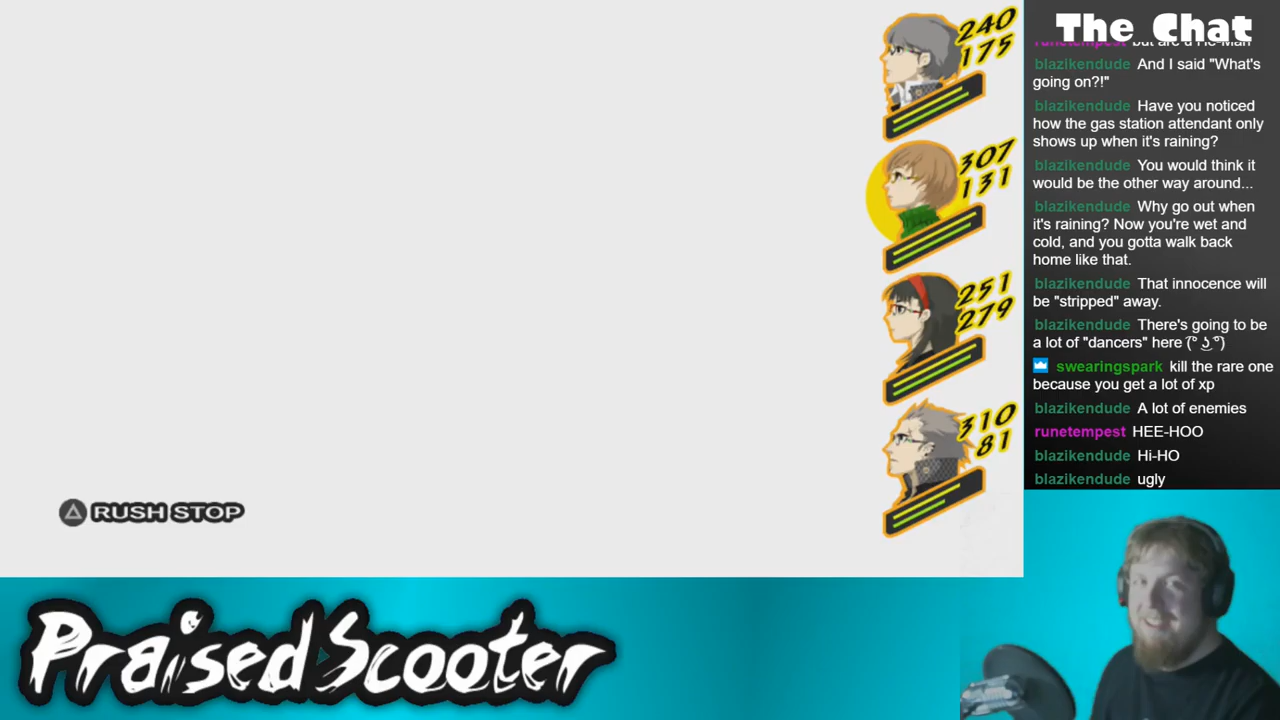 240
175
307
131
251
279
310
81
RUSH STOP
The Chat
runetempest but are u He-Man
blazikendude And I said "What's
going on?!"
blazikendude Have you noticed
how the gas station attendant only
shows up when it's raining?
blazikendude You would think it
would be the other way around...
blazikendude Why go out when
it's raining? Now you're wet and
cold, and you gotta walk back
home like that.
blazikendude That innocence will
be "stripped" away.
blazikendude There's going to be
a lot of "dancers" here ( ͡° ͜ʖ ͡°)
swearingspark kill the rare one
because you get a lot of xp
blazikendude A lot of enemies
runetempest HEE-HOO
blazikendude Hi-HO
blazikendude ugly
PraisedScooter